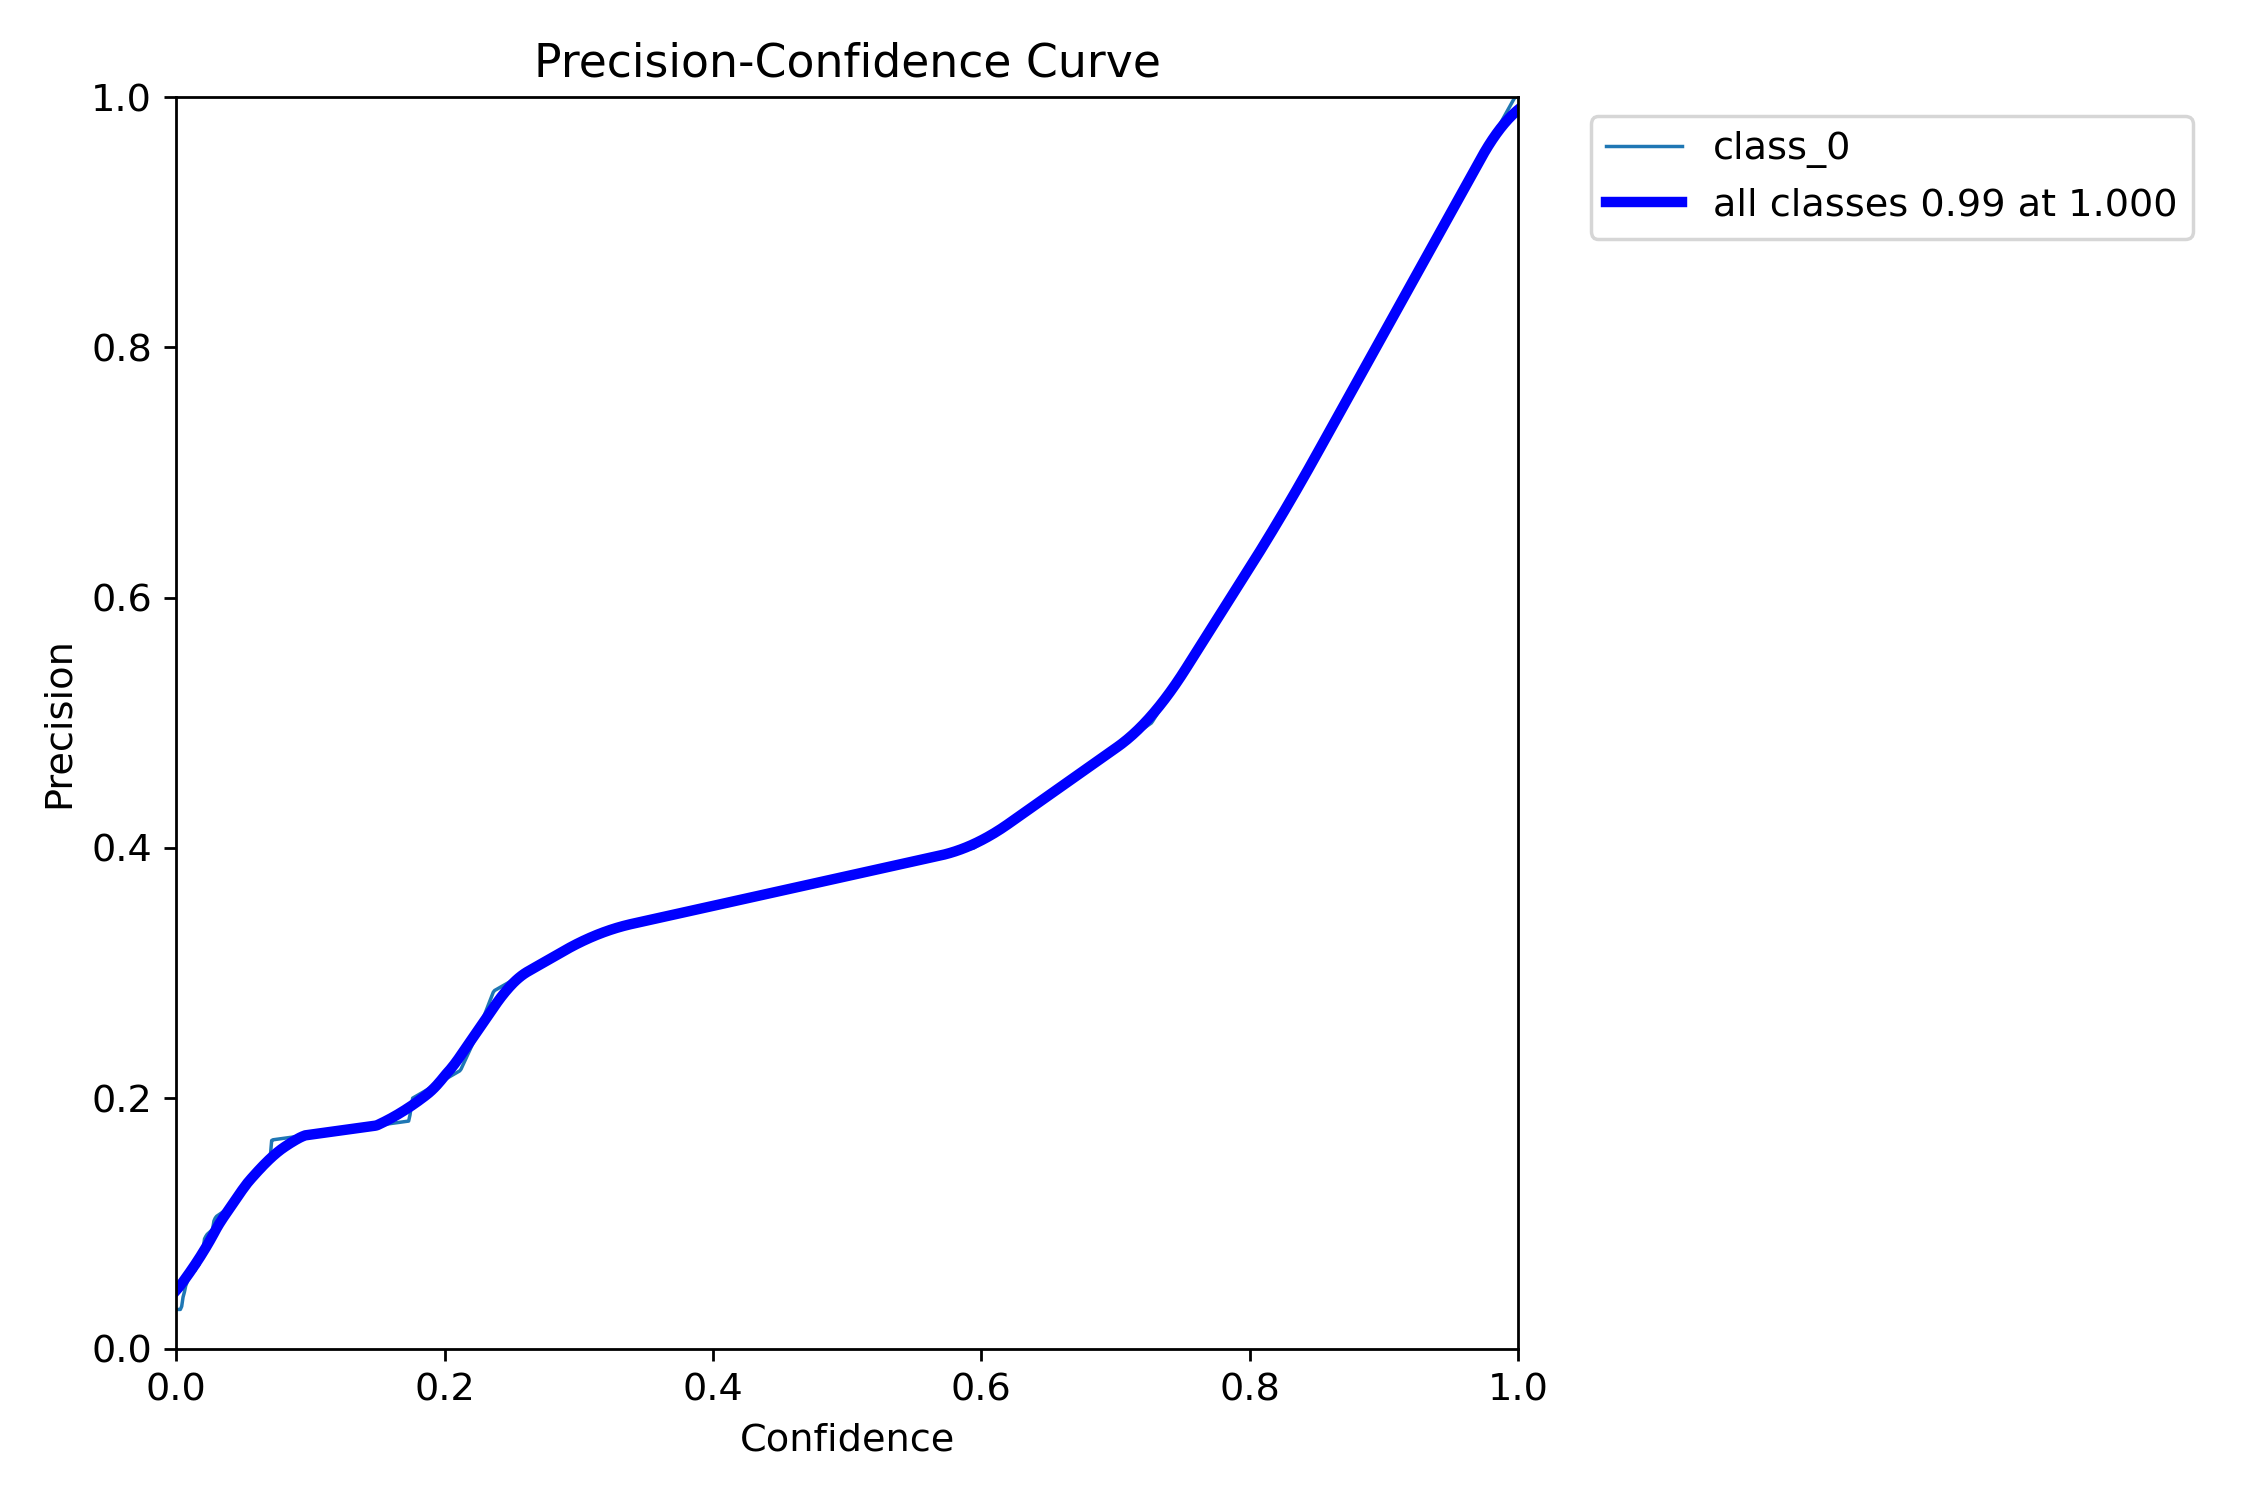 Precision-Confidence Curve
1.0
0.8
0.6
0.4
0.2
0.0
Precision
0.0 0.2 0.4 0.6 0.8 1.0
Confidence
class_0
all classes 0.99 at 1.000